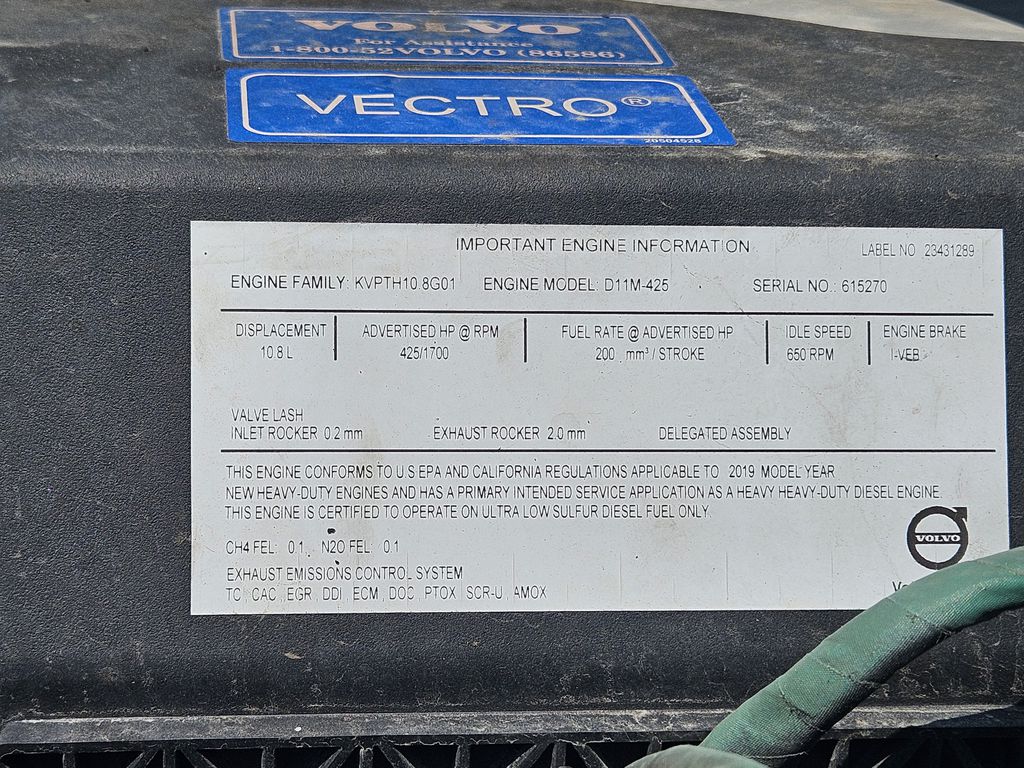 VOLVO
For Assistance
1-800-52VOLVO (86586)
VECTRO®
20504528
IMPORTANT ENGINE INFORMATION
LABEL NO 23431289
ENGINE FAMILY: KVPTH10 8G01 ENGINE MODEL: D11M-425 SERIAL NO.: 615270
DISPLACEMENT ADVERTISED HP @ RPM FUEL RATE @ ADVERTISED HP IDLE SPEED ENGINE BRAKE
10 8 L 425/1700 200 mm³ / STROKE 650 RPM I-VEB
VALVE LASH
INLET ROCKER 0.2 mm EXHAUST ROCKER 2.0 mm DELEGATED ASSEMBLY
THIS ENGINE CONFORMS TO U S EPA AND CALIFORNIA REGULATIONS APPLICABLE TO 2019 MODEL YEAR
NEW HEAVY-DUTY ENGINES AND HAS A PRIMARY INTENDED SERVICE APPLICATION AS A HEAVY HEAVY-DUTY DIESEL ENGINE.
THIS ENGINE IS CERTIFIED TO OPERATE ON ULTRA LOW SULFUR DIESEL FUEL ONLY.
CH4 FEL: 0.1 N2O FEL: 0.1
VOLVO
EXHAUST EMISSIONS CONTROL SYSTEM
TC , CAC , EGR , DDI , ECM , DOC , PTOX , SCR-U , AMOX